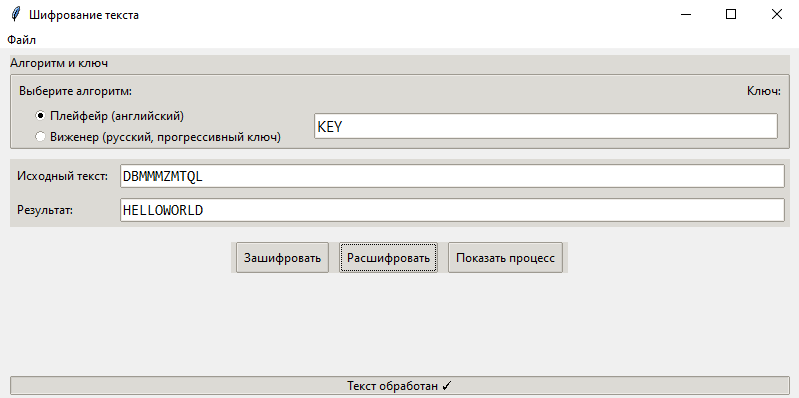 Шифрование текста
Файл
Алгоритм и ключ
Выберите алгоритм: Ключ:
Плейфейр (английский)
KEY
Виженер (русский, прогрессивный ключ)
Исходный текст: DBMMMZMTQL
Результат: HELLOWORLD
Зашифровать Расшифровать Показать процесс
Текст обработан ✓